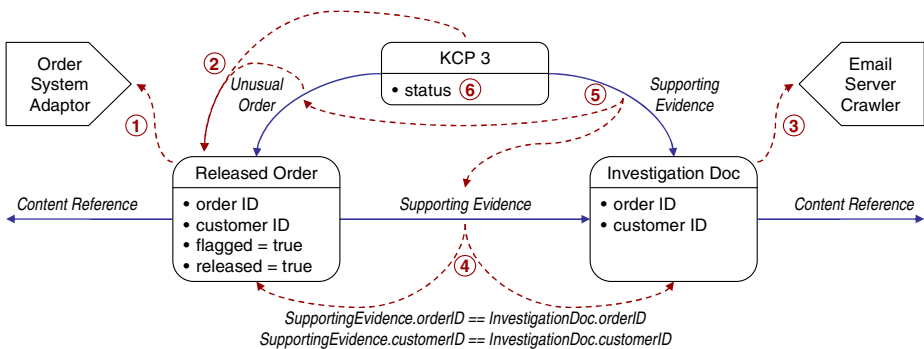 Order
System
Adaptor
①
②
Unusual
Order
KCP 3
• status ⑥
⑤
Supporting
Evidence
③
Email
Server
Crawler
Content Reference
Released Order
• order ID
• customer ID
• flagged = true
• released = true
Supporting Evidence
④
Investigation Doc
• order ID
• customer ID
Content Reference
SupportingEvidence.orderID == InvestigationDoc.orderID
SupportingEvidence.customerID == InvestigationDoc.customerID